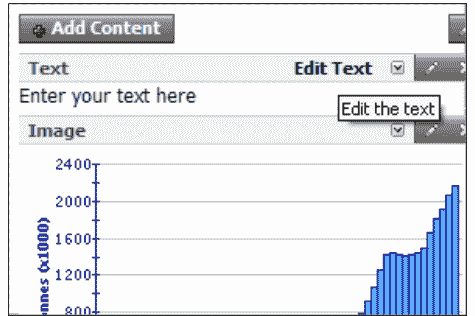 Add Content
Text Edit Text
Enter your text here
Edit the text
Image
2400
2000
1600
1200
800
nnes (x1000)